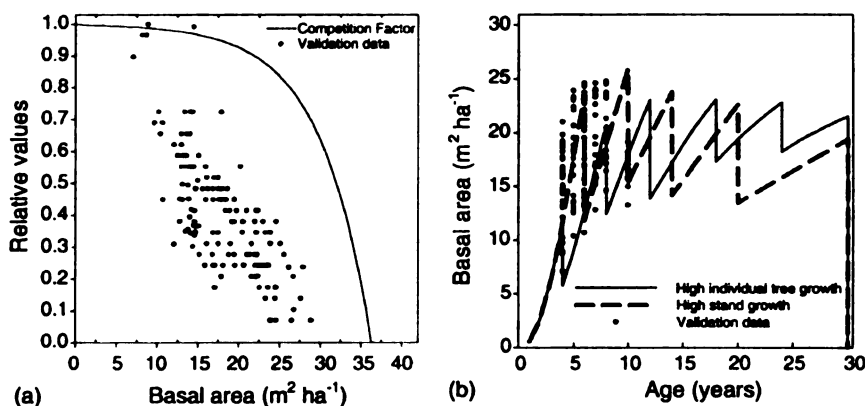 1.0
0.9
0.8
0.7
0.6
0.5
0.4
0.3
0.2
0.1
0.0
Relative values
Competition Factor
Validation data
0 5 10 15 20 25 30 35 40
Basal area (m² ha⁻¹)
(a)
30
25
20
15
10
5
0
Basal area (m² ha⁻¹)
High individual tree growth
High stand growth
Validation data
0 5 10 15 20 25 30
Age (years)
(b)